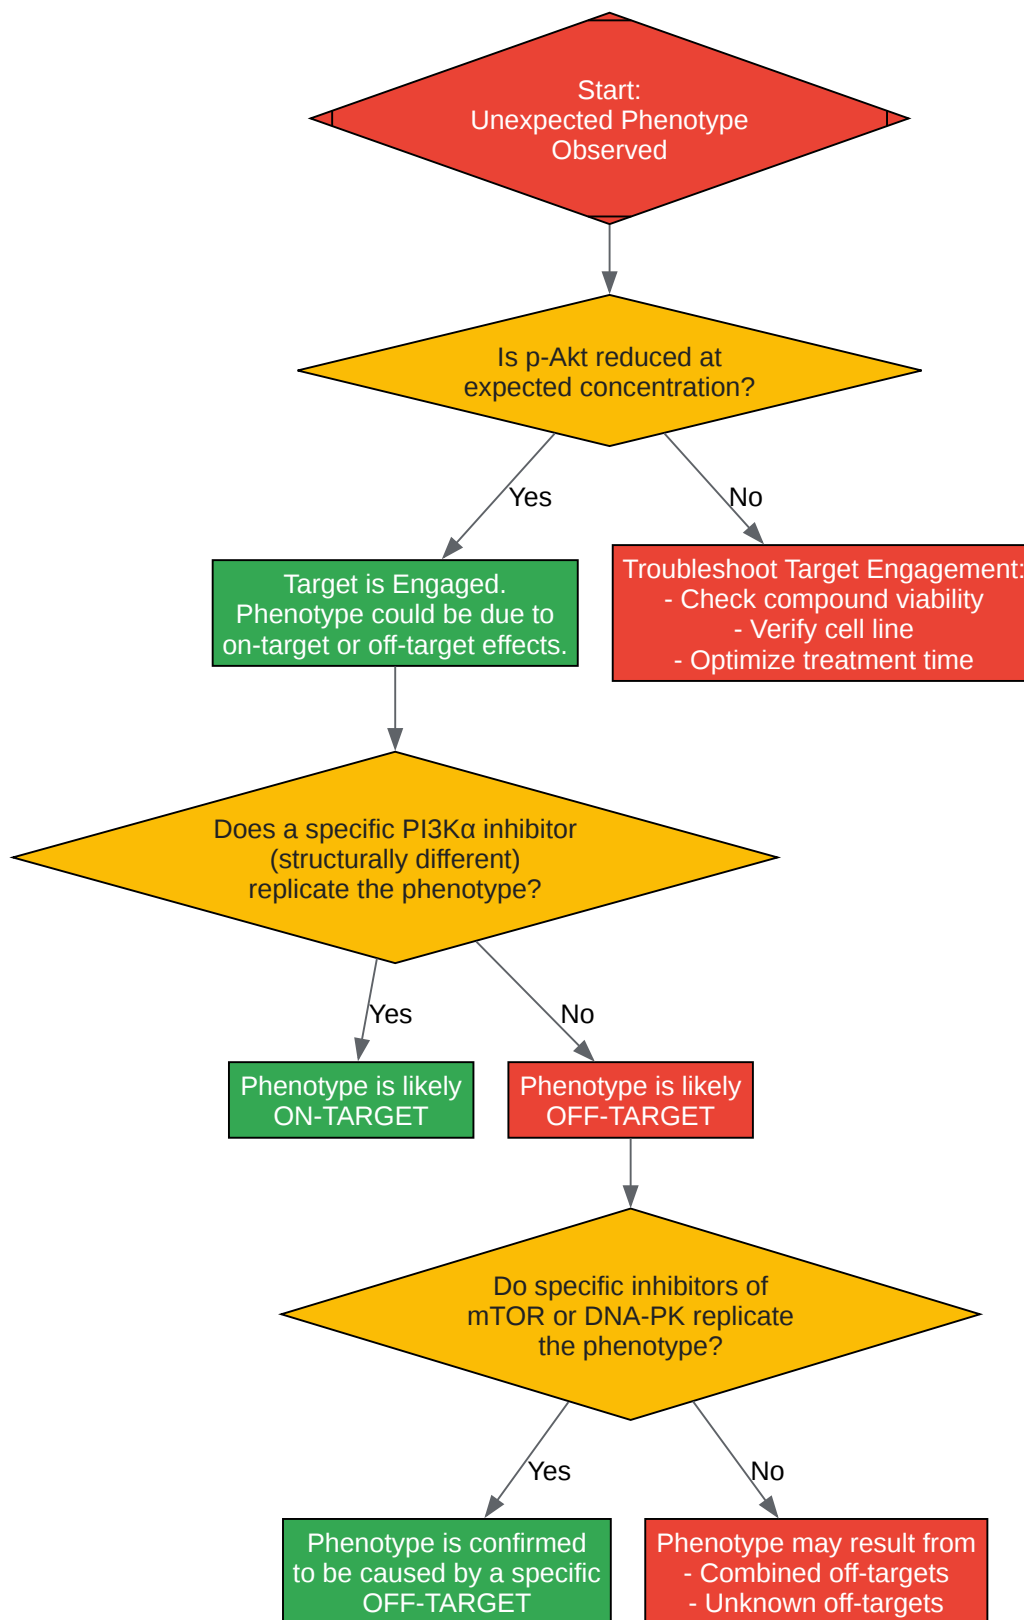 Start:
Unexpected Phenotype
Observed
Is p-Akt reduced at
expected concentration?
Yes
No
Target is Engaged.
Phenotype could be due to
on-target or off-target effects.
Troubleshoot Target Engagement:
- Check compound viability
- Verify cell line
- Optimize treatment time
Does a specific PI3Kα inhibitor
(structurally different)
replicate the phenotype?
Yes
No
Phenotype is likely
ON-TARGET
Phenotype is likely
OFF-TARGET
Do specific inhibitors of
mTOR or DNA-PK replicate
the phenotype?
Yes
No
Phenotype is confirmed
to be caused by a specific
OFF-TARGET
Phenotype may result from
- Combined off-targets
- Unknown off-targets